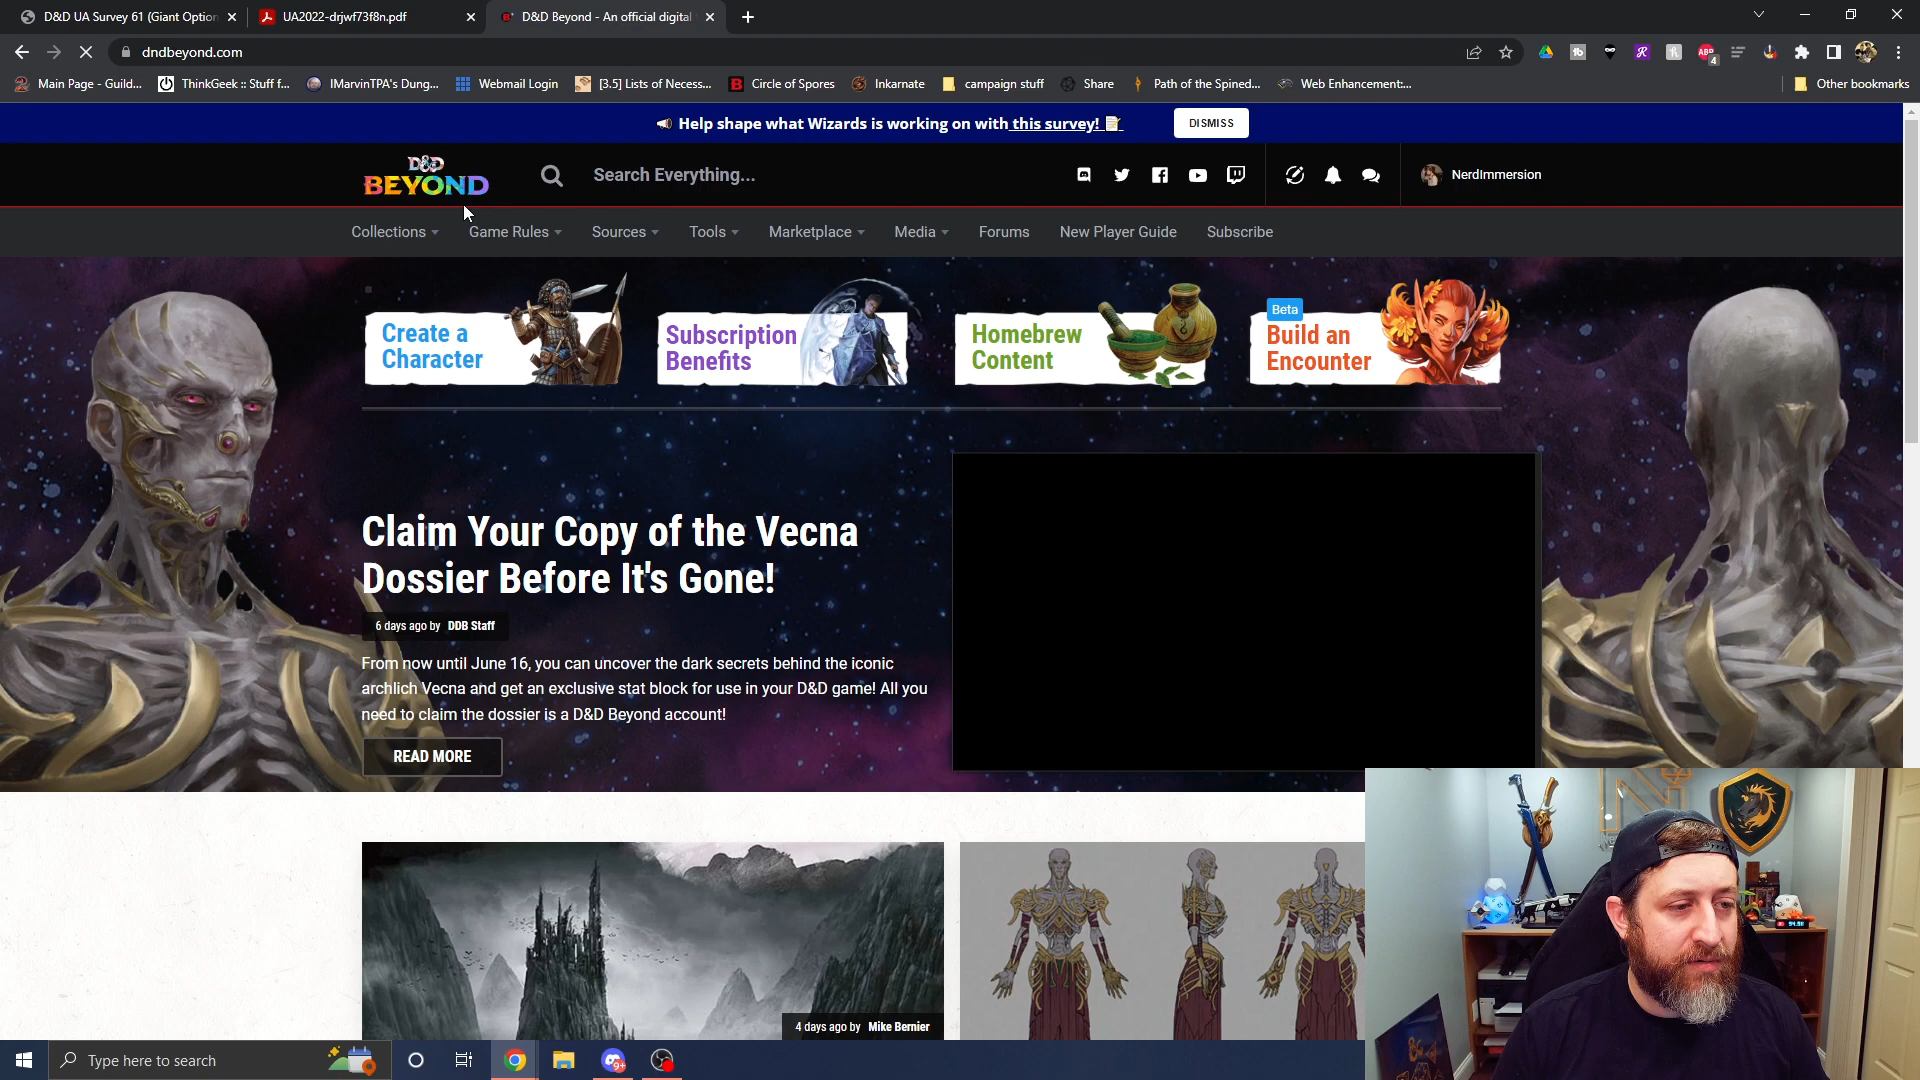 D&D UA Survey 61 (Giant Option
UA2022-drjwf73f8n.pdf
D&D Beyond - An official digital
dndbeyond.com
ABP
4
Main Page - Guild...
ThinkGeek :: Stuff f...
IMarvinTPA's Dung...
Webmail Login
[3.5] Lists of Necess...
Circle of Spores
Inkarnate
campaign stuff
Share
Path of the Spined...
Web Enhancement:...
Other bookmarks
Help shape what Wizards is working on with this survey!
DISMISS
D&D
BEYOND
Search Everything...
NerdImmersion
Collections
Game Rules
Sources
Tools
Marketplace
Media
Forums
New Player Guide
Subscribe
Create a
Character
Subscription
Benefits
Homebrew
Content
Beta
Build an
Encounter
Claim Your Copy of the Vecna
Dossier Before It's Gone!
6 days ago by DDB Staff
From now until June 16, you can uncover the dark secrets behind the iconic
archlich Vecna and get an exclusive stat block for use in your D&D game! All you
need to claim the dossier is a D&D Beyond account!
READ MORE
4 days ago by Mike Bernier
Type here to search
9+